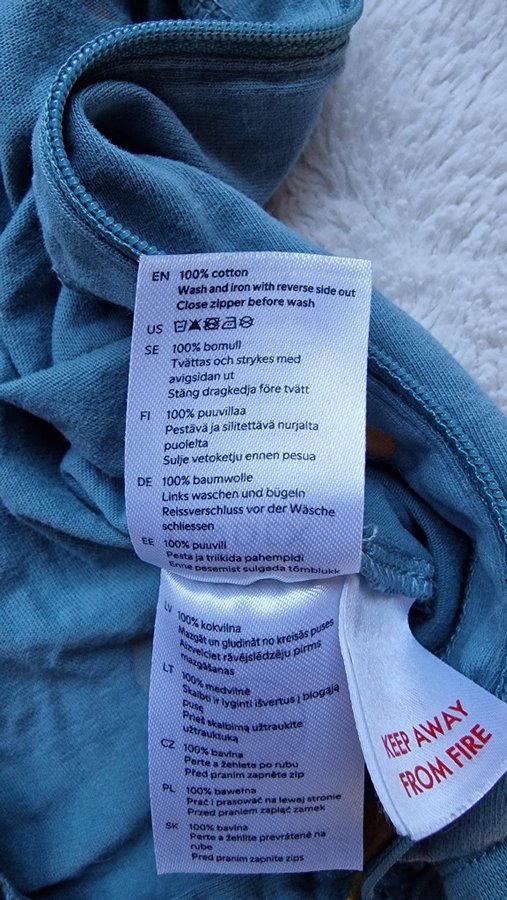 EN 100% cotton
Wash and iron with reverse side out
Close zipper before wash
US
SE 100% bomull
Tvättas och strykes med
avigsidan ut
Stäng dragkedja före tvätt
FI 100% puuvillaa
Pestävä ja silitettävä nurjalta
puolelta
Sulje vetoketju ennen pesua
DE 100% baumwolle
Links waschen und bügeln
Reissverschluss vor der Wäsche
schliessen
EE 100% puuvill
Pesta ja triikida pahempidi
Enne pesemist sulgeda tõmblukk
LV 100% kokvilna
Mazgāt un gludināt no kreisās puses
Aizvelciet rāvējslēdzēju pirms
mazgāšanas
LT 100% medvilnė
Skalbti ir lyginti išvertus į blogąją
pusę
Prieš skalbimą užtraukite
užtrauktuką
CZ 100% bavlna
Perte a žehlete po rubu
Před praním zapněte zip
PL 100% bawełna
Prać i prasować na lewej stronie
Przed praniem zapiąć zamek
SK 100% bavlna
Perte a žehlite prevrátené na
rube
Pred praním zapnite zips
KEEP AWAY
FROM FIRE